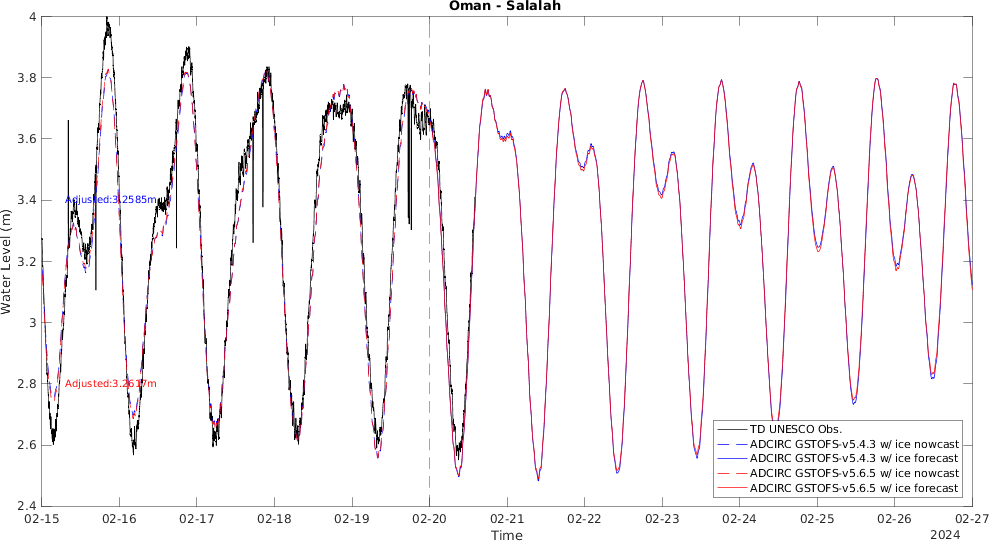 Oman - Salalah
4
3.8
3.6
3.4
3.2
3
2.8
2.6
2.4
Water Level (m)
Adjusted:3.2585m
Adjusted:3.2617m
TD UNESCO Obs.
ADCIRC GSTOFS-v5.4.3 w/ ice nowcast
ADCIRC GSTOFS-v5.4.3 w/ ice forecast
ADCIRC GSTOFS-v5.6.5 w/ ice nowcast
ADCIRC GSTOFS-v5.6.5 w/ ice forecast
02-15 02-16 02-17 02-18 02-19 02-20 02-21 02-22 02-23 02-24 02-25 02-26 02-27
Time
2024